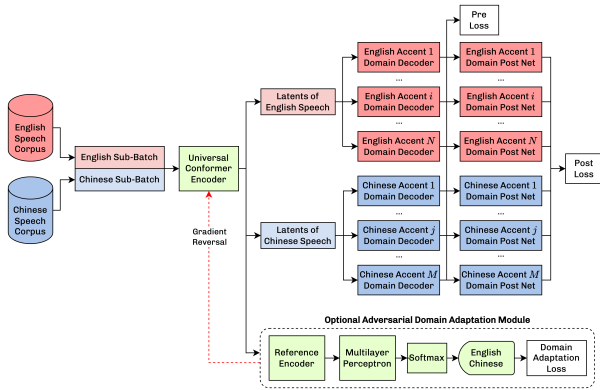 Pre
Loss
English Accent 1
Domain Decoder
English Accent 1
Domain Post Net
...
...
Latents of
English Speech
English Accent i
Domain Decoder
English Accent i
Domain Post Net
...
...
English
Speech
Corpus
English Accent N
Domain Decoder
English Accent N
Domain Post Net
English Sub-Batch
Chinese Sub-Batch
Universal
Conformer
Encoder
Post
Loss
Chinese
Speech
Corpus
Chinese Accent 1
Domain Decoder
Chinese Accent 1
Domain Post Net
...
...
Gradient
Reversal
Latents of
Chinese Speech
Chinese Accent j
Domain Decoder
Chinese Accent j
Domain Post Net
...
...
Chinese Accent M
Domain Decoder
Chinese Accent M
Domain Post Net
Optional Adversarial Domain Adaptation Module
Reference
Encoder
Multilayer
Perceptron
Softmax
English
Chinese
Domain
Adaptation
Loss